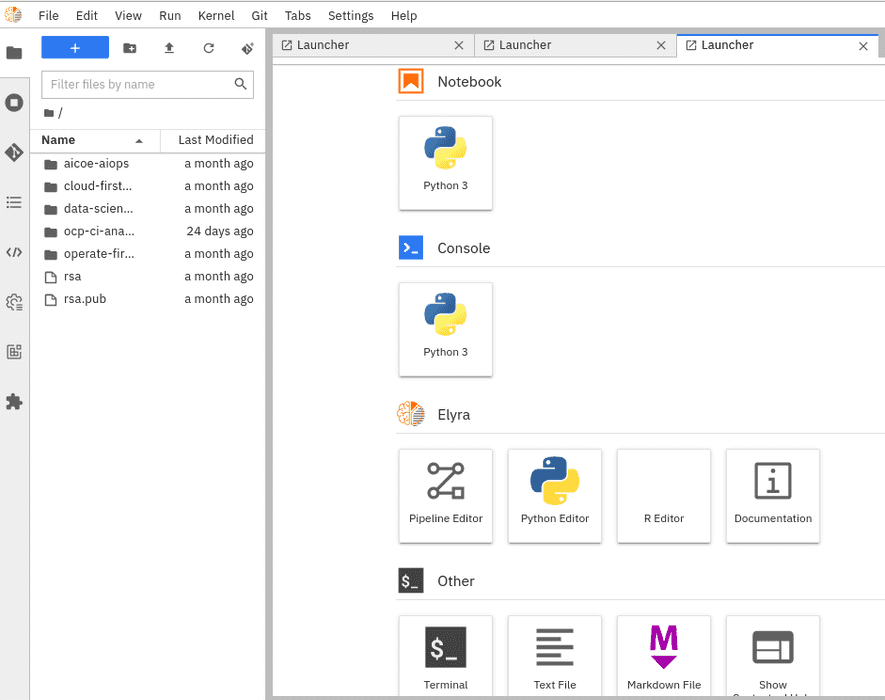 File Edit View Run Kernel Git Tabs Settings Help
+
Launcher Launcher Launcher
Filter files by name
/
Name Last Modified
aicoe-aiops a month ago
cloud-first... a month ago
data-scien... a month ago
ocp-ci-ana... 24 days ago
operate-fir... a month ago
rsa a month ago
rsa.pub a month ago
Notebook
Python 3
>_ Console
Python 3
Elyra
Pipeline Editor Python Editor R Editor Documentation
$_ Other
$_
Terminal Text File Markdown File Show